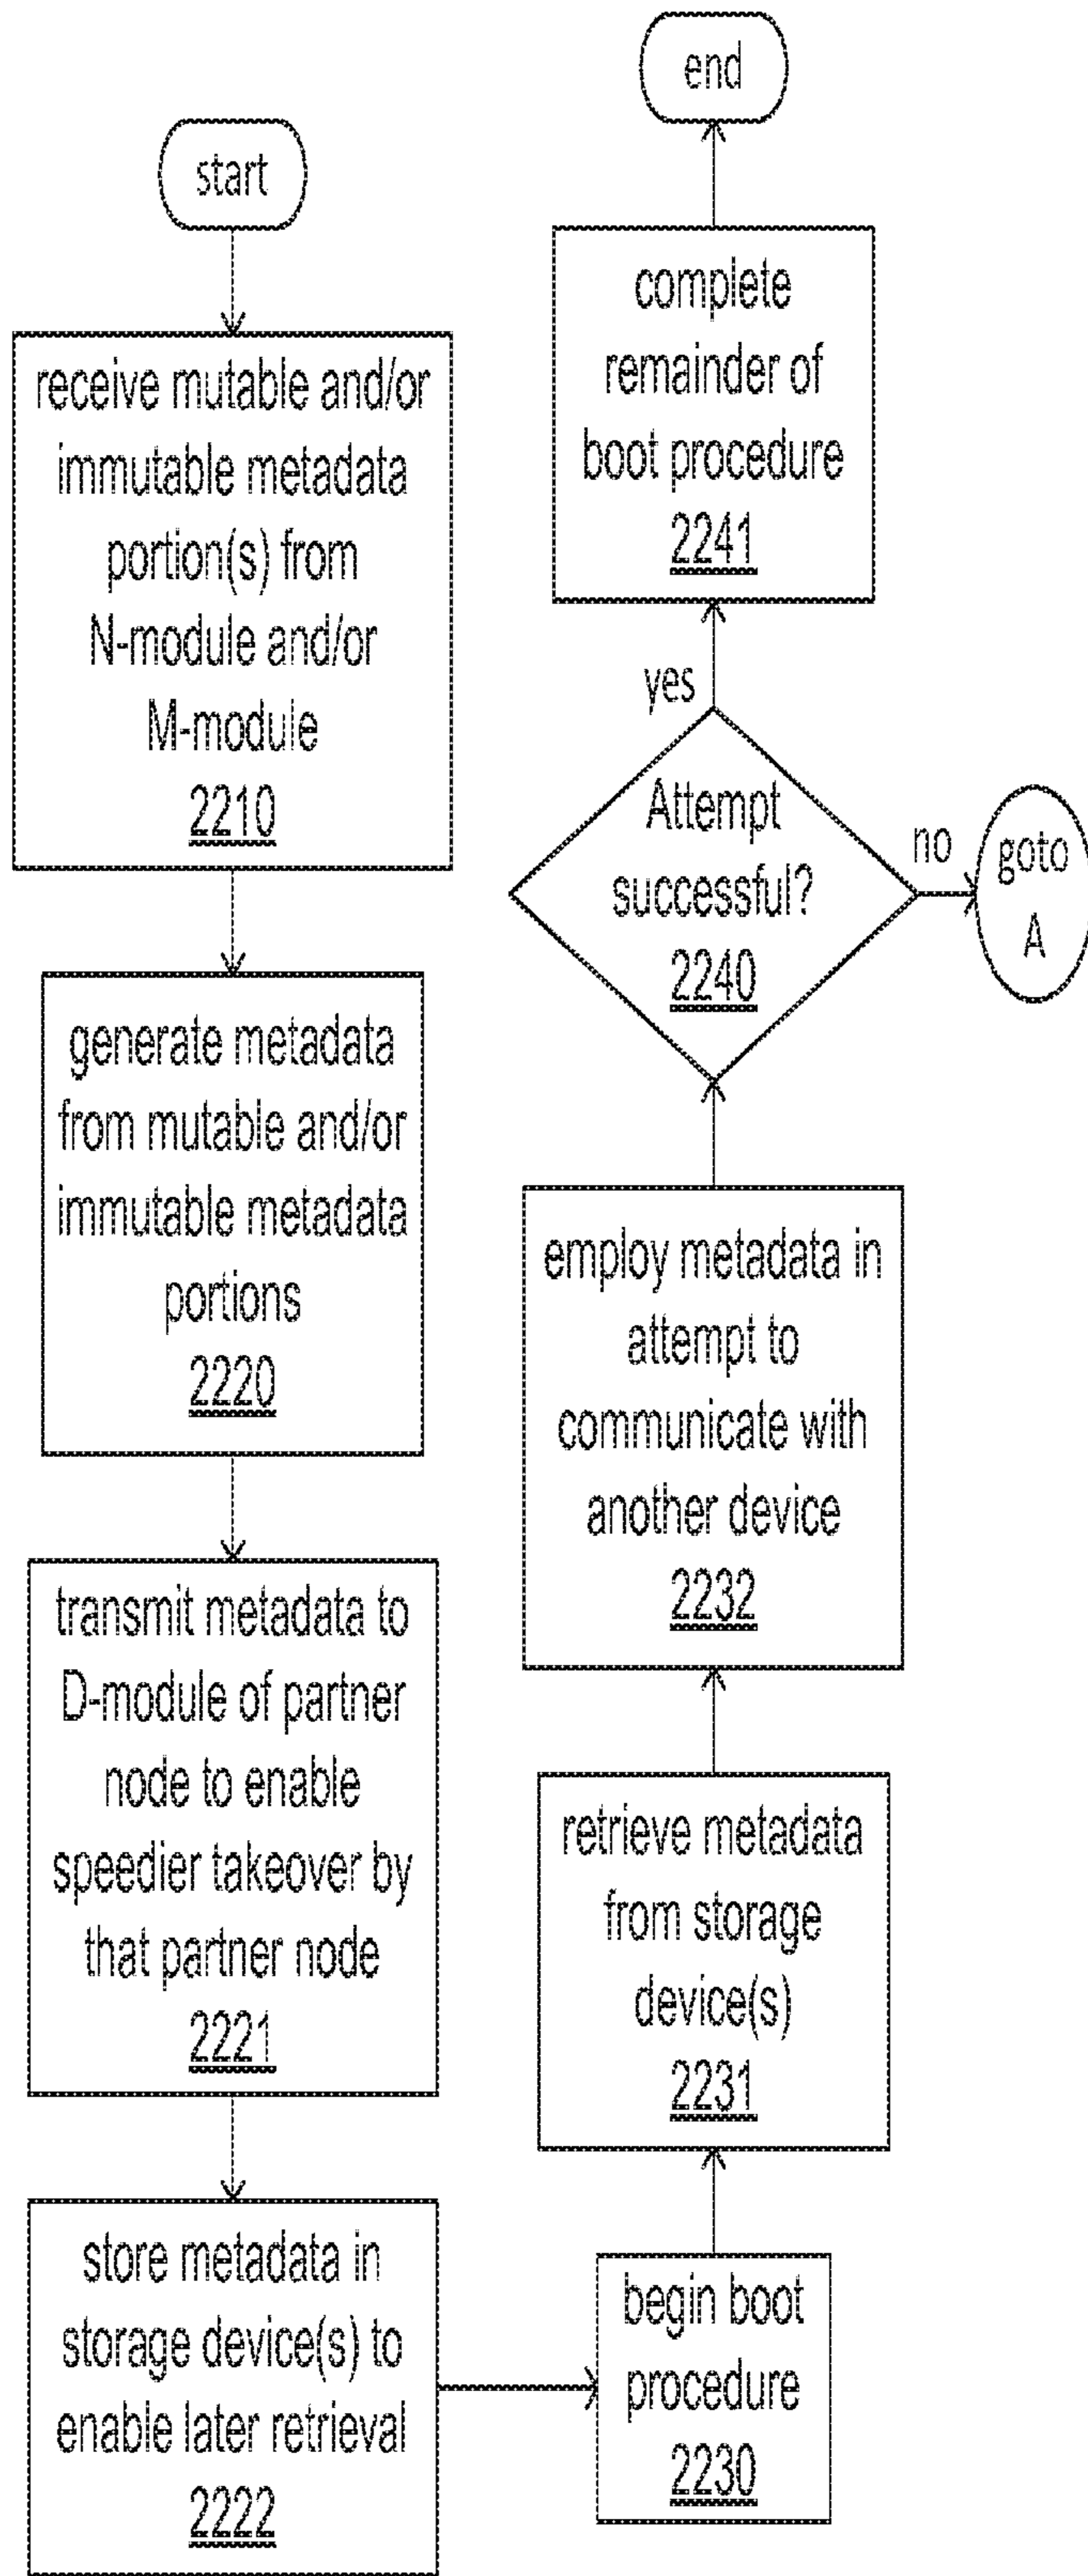 start
receive mutable and/or
immutable metadata
portion(s) from
N-module and/or
M-module
2210
generate metadata
from mutable and/or
immutable metadata
portions
2220
transmit metadata to
D-module of partner
node to enable
speedier takeover by
that partner node
2221
store metadata in
storage device(s) to
enable later retrieval
2222
begin boot
procedure
2230
retrieve metadata
from storage
device(s)
2231
employ metadata in
attempt to
communicate with
another device
2232
Attempt
successful?
2240
no
goto
A
yes
complete
remainder of
boot procedure
2241
end